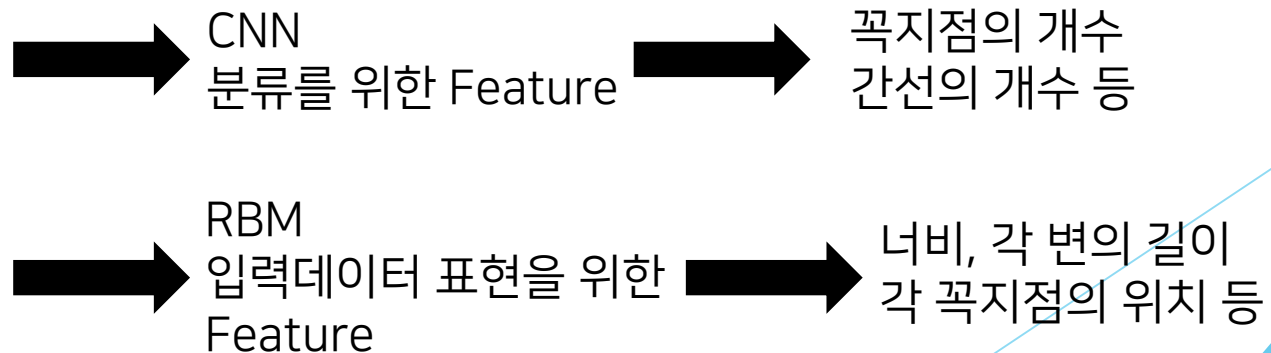 CNN
분류를 위한 Feature
꼭지점의 개수
간선의 개수 등
RBM
입력데이터 표현을 위한
Feature
너비, 각 변의 길이
각 꼭지점의 위치 등